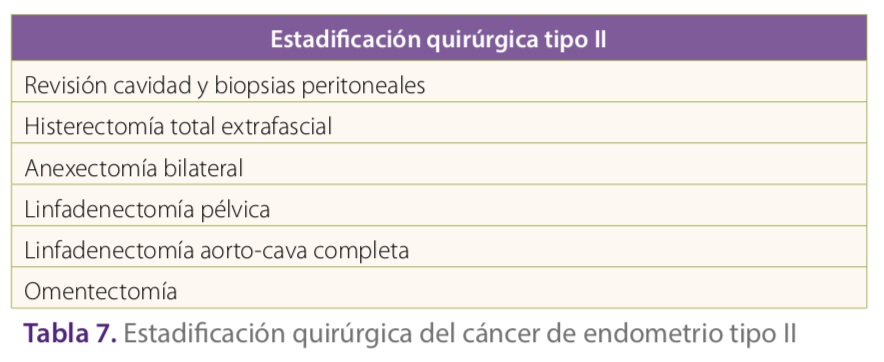 Estadificación quirúrgica tipo II
Revisión cavidad y biopsias peritoneales
Histerectomía total extrafascial
Anexectomía bilateral
Linfadenectomía pélvica
Linfadenectomía aorto-cava completa
Omentectomía
Tabla 7. Estadificación quirúrgica del cáncer de endometrio tipo II